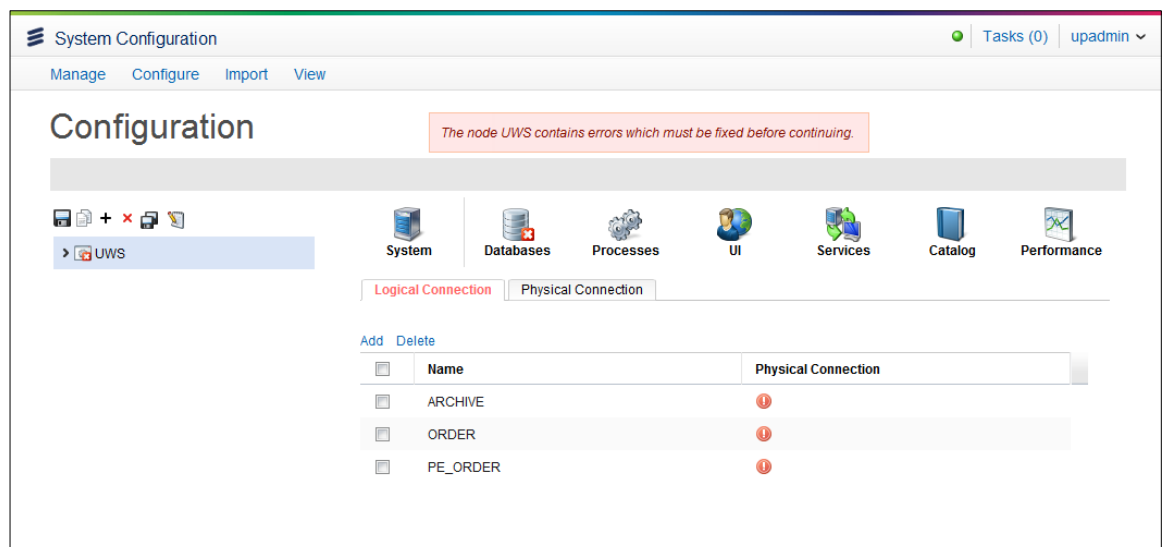 System Configuration Tasks (0) upadmin
Manage Configure Import View
Configuration
The node UWS contains errors which must be fixed before continuing.
UWS
System Databases Processes UI Services Catalog Performance
Logical Connection Physical Connection
Add Delete
Name Physical Connection
ARCHIVE
ORDER
PE_ORDER